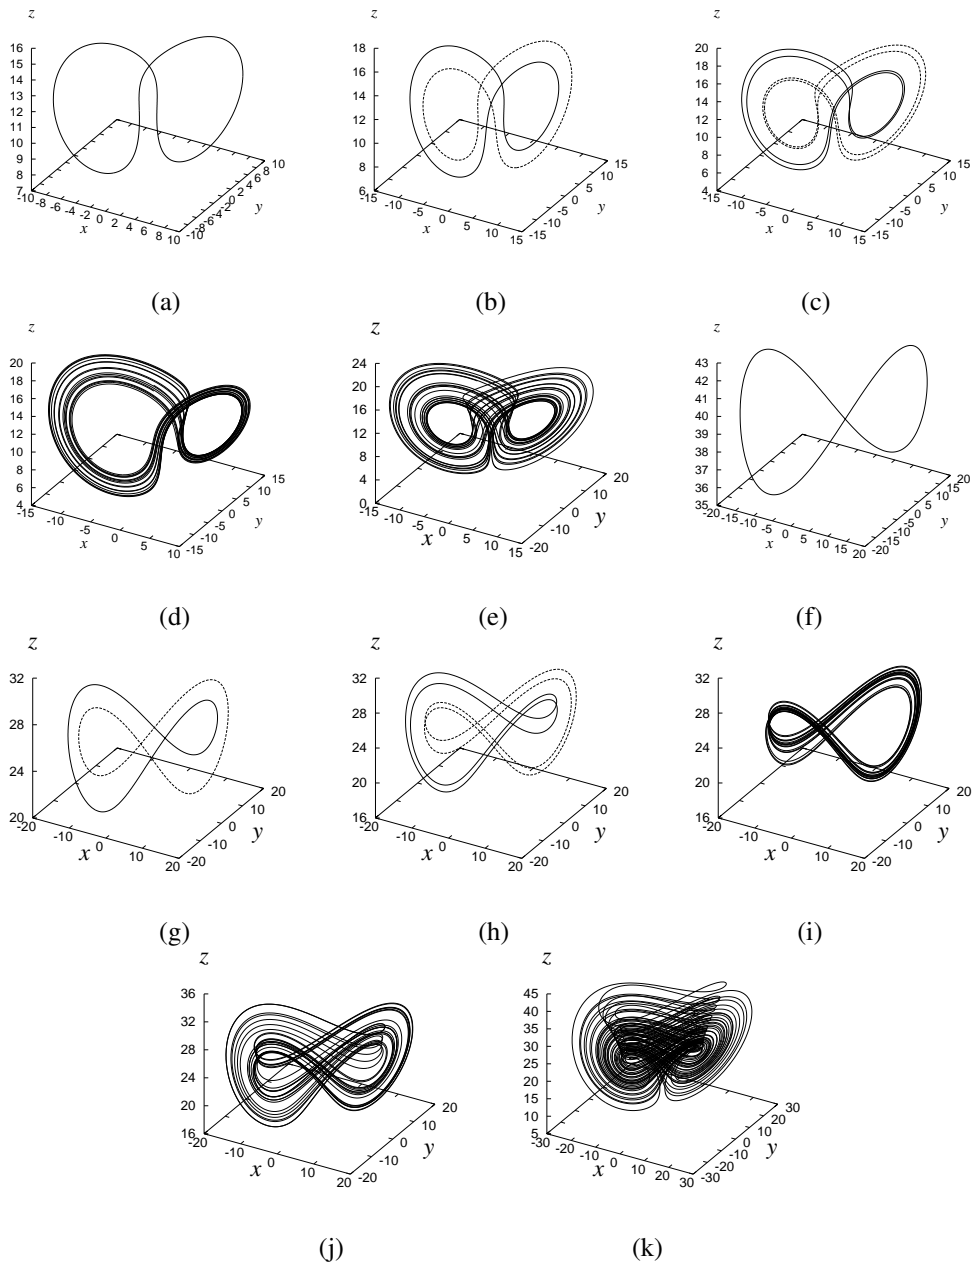 z z z
16 15 14 13 12 11 10 9 8 7
-10 -8 -6 -4 -2 0 2 4 6 8 10
-10 -8 -6 -4 -2 0 2 4 6 8 10
x y
18 16 14 12 10 8 6
-15 -10 -5 0 5 10 15
-15 -10 -5 0 5 10 15
x y
20 18 16 14 12 10 8 6 4
-15 -10 -5 0 5 10 15
-15 -10 -5 0 5 10 15
x y
(a) (b) (c)
z z z
20 18 16 14 12 10 8 6 4
-15 -10 -5 0 5 10
-15 -10 -5 0 5 10 15
x y
24 20 16 12 8 4 0
-15 -10 -5 0 5 10 15
-20 -10 0 10 20
x y
43 42 41 40 39 38 37 36 35
-20 -15 -10 -5 0 5 10 15 20
-20 -15 -10 -5 0 5 10 15 20
x y
(d) (e) (f)
z z z
32 28 24 20
-20 -10 0 10 20
-20 -10 0 10 20
x y
32 28 24 20 16
-20 -10 0 10 20
-20 -10 0 10 20
x y
32 28 24 20 16
-20 -10 0 10 20
-20 -10 0 10 20
x y
(g) (h) (i)
z z
36 32 28 24 20 16
-20 -10 0 10 20
-20 -10 0 10 20
x y
45 40 35 30 25 20 15 10 5
-30 -20 -10 0 10 20 30
-30 -20 -10 0 10 20 30
x y
(j) (k)